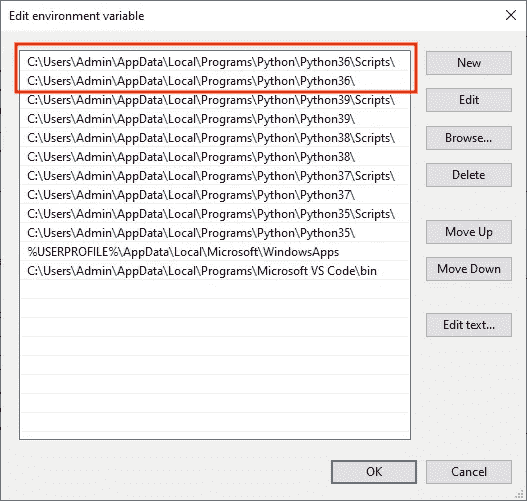 Edit environment variable
C:\Users\Admin\AppData\Local\Programs\Python\Python36\Scripts\
C:\Users\Admin\AppData\Local\Programs\Python\Python36\
C:\Users\Admin\AppData\Local\Programs\Python\Python39\Scripts\
C:\Users\Admin\AppData\Local\Programs\Python\Python39\
C:\Users\Admin\AppData\Local\Programs\Python\Python38\Scripts\
C:\Users\Admin\AppData\Local\Programs\Python\Python38\
C:\Users\Admin\AppData\Local\Programs\Python\Python37\Scripts\
C:\Users\Admin\AppData\Local\Programs\Python\Python37\
C:\Users\Admin\AppData\Local\Programs\Python\Python35\Scripts\
C:\Users\Admin\AppData\Local\Programs\Python\Python35\
%USERPROFILE%\AppData\Local\Microsoft\WindowsApps
C:\Users\Admin\AppData\Local\Programs\Microsoft VS Code\bin
New
Edit
Browse...
Delete
Move Up
Move Down
Edit text...
OK
Cancel